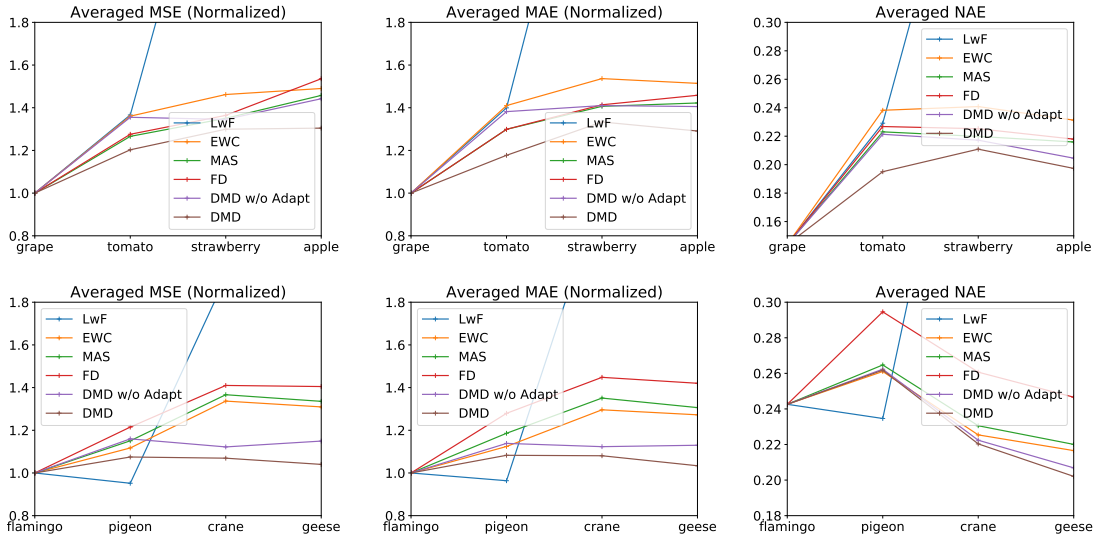 Averaged MSE (Normalized)
1.8
1.6
1.4
1.2
1.0
0.8
grape
tomato
strawberry
apple
LwF
EWC
MAS
FD
DMD w/o Adapt
DMD
Averaged MAE (Normalized)
1.8
1.6
1.4
1.2
1.0
0.8
grape
tomato
strawberry
apple
LwF
EWC
MAS
FD
DMD w/o Adapt
DMD
Averaged NAE
0.30
0.28
0.26
0.24
0.22
0.20
0.18
0.16
grape
tomato
strawberry
apple
LwF
EWC
MAS
FD
DMD w/o Adapt
DMD
Averaged MSE (Normalized)
1.8
1.6
1.4
1.2
1.0
0.8
flamingo
pigeon
crane
geese
LwF
EWC
MAS
FD
DMD w/o Adapt
DMD
Averaged MAE (Normalized)
1.8
1.6
1.4
1.2
1.0
0.8
flamingo
pigeon
crane
geese
LwF
EWC
MAS
FD
DMD w/o Adapt
DMD
Averaged NAE
0.30
0.28
0.26
0.24
0.22
0.20
0.18
flamingo
pigeon
crane
geese
LwF
EWC
MAS
FD
DMD w/o Adapt
DMD